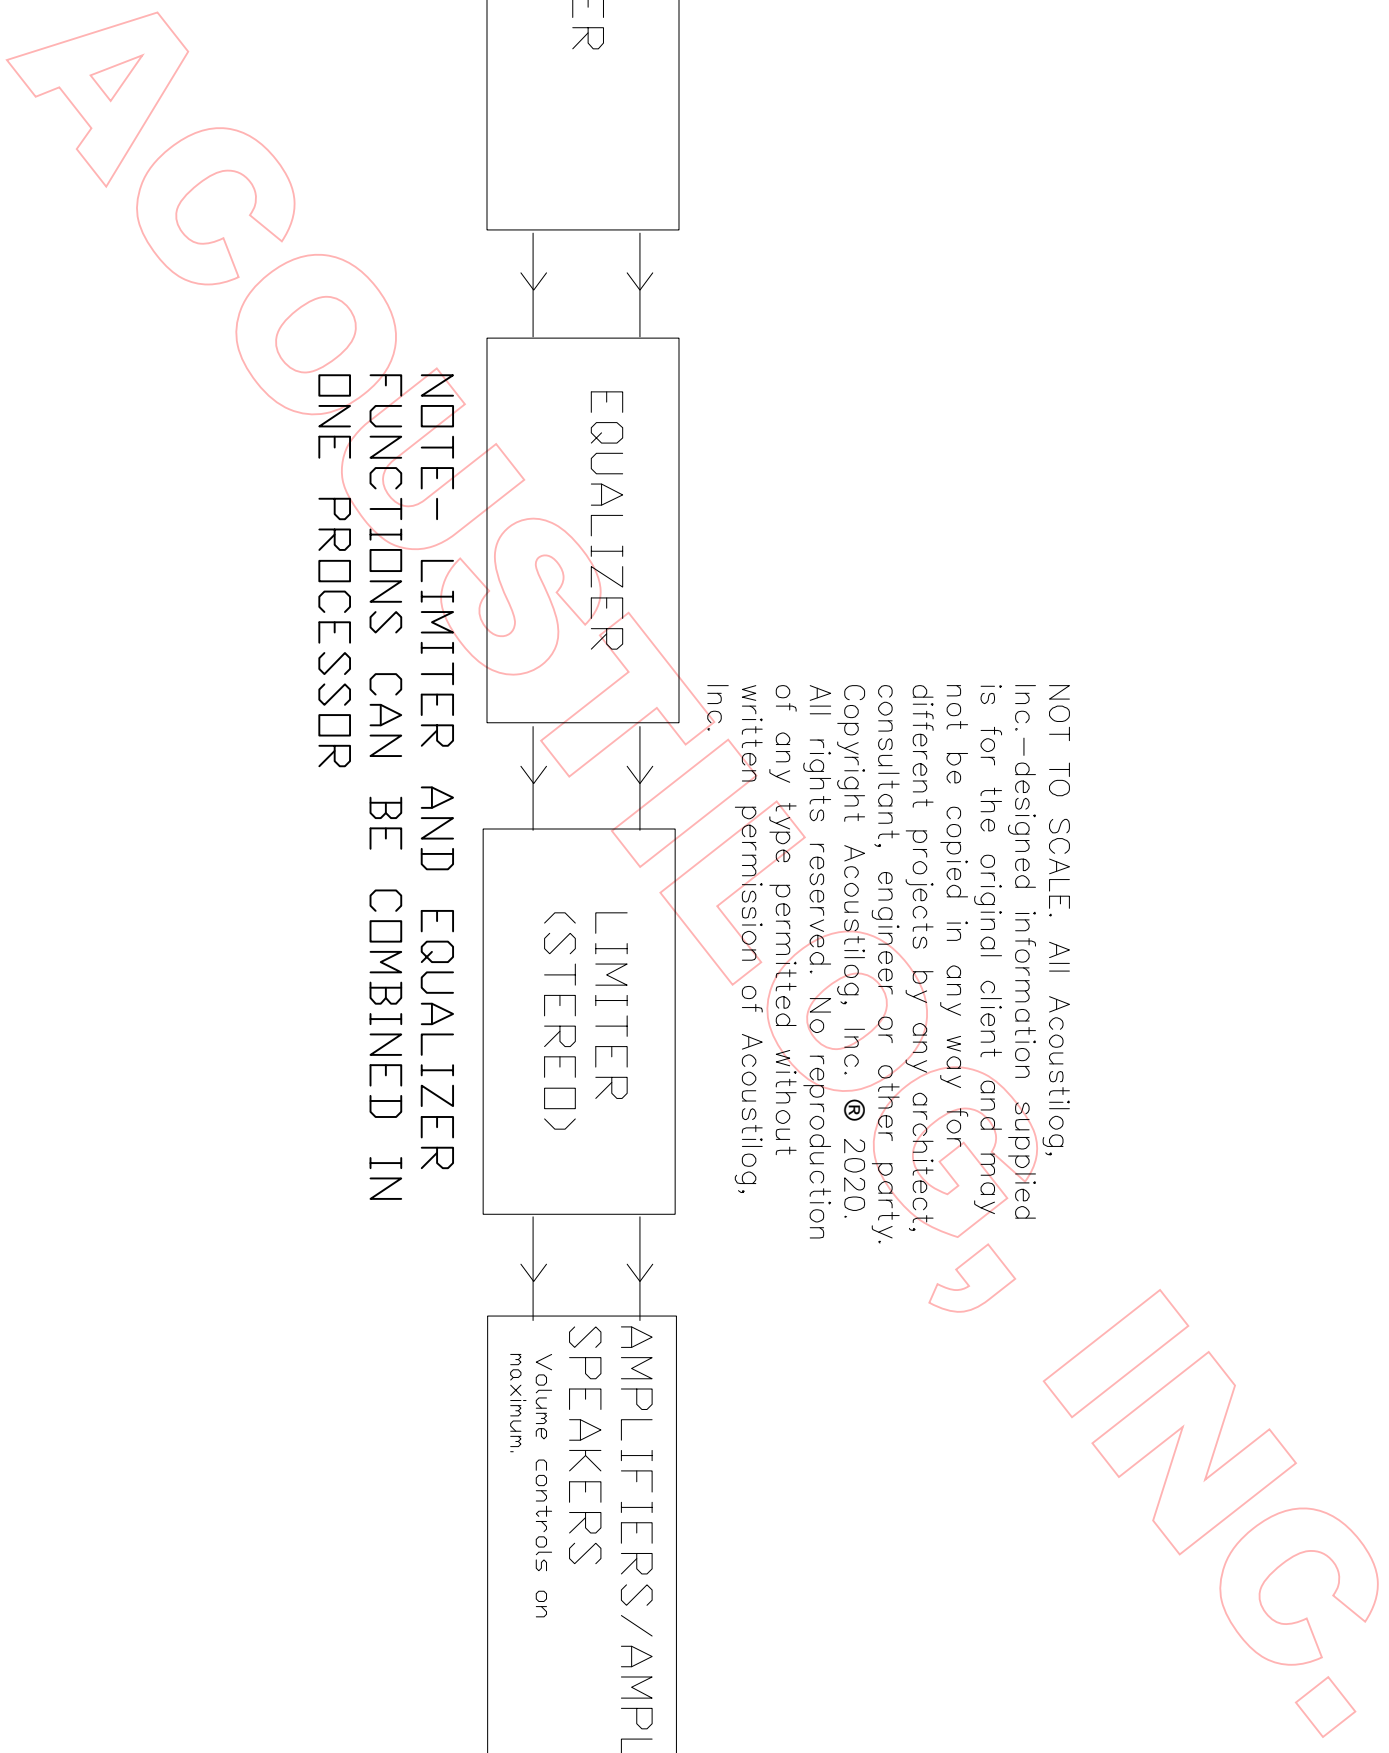 NOT TO SCALE. All Acoustilog,
Inc.-designed information supplied
is for the original client and may
not be copied in any way for
different projects by any architect,
consultant, engineer or other party.
Copyright Acoustilog, Inc. ® 2020.
All rights reserved. No reproduction
of any type permitted without
written permission of Acoustilog,
Inc.
ER
EQUALIZER
LIMITER
(STEREO)
AMPLIFIERS/AMPL
SPEAKERS
Volume controls on
maximum.
NOTE- LIMITER AND EQUALIZER
FUNCTIONS CAN BE COMBINED IN
ONE PROCESSOR
ACOUSTILOG, INC.